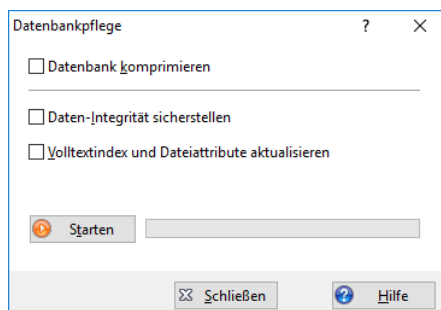 Datenbankpflege ?
Datenbank komprimieren
Daten-Integrität sicherstellen
Volltextindex und Dateiattribute aktualisieren
Starten
Schließen Hilfe